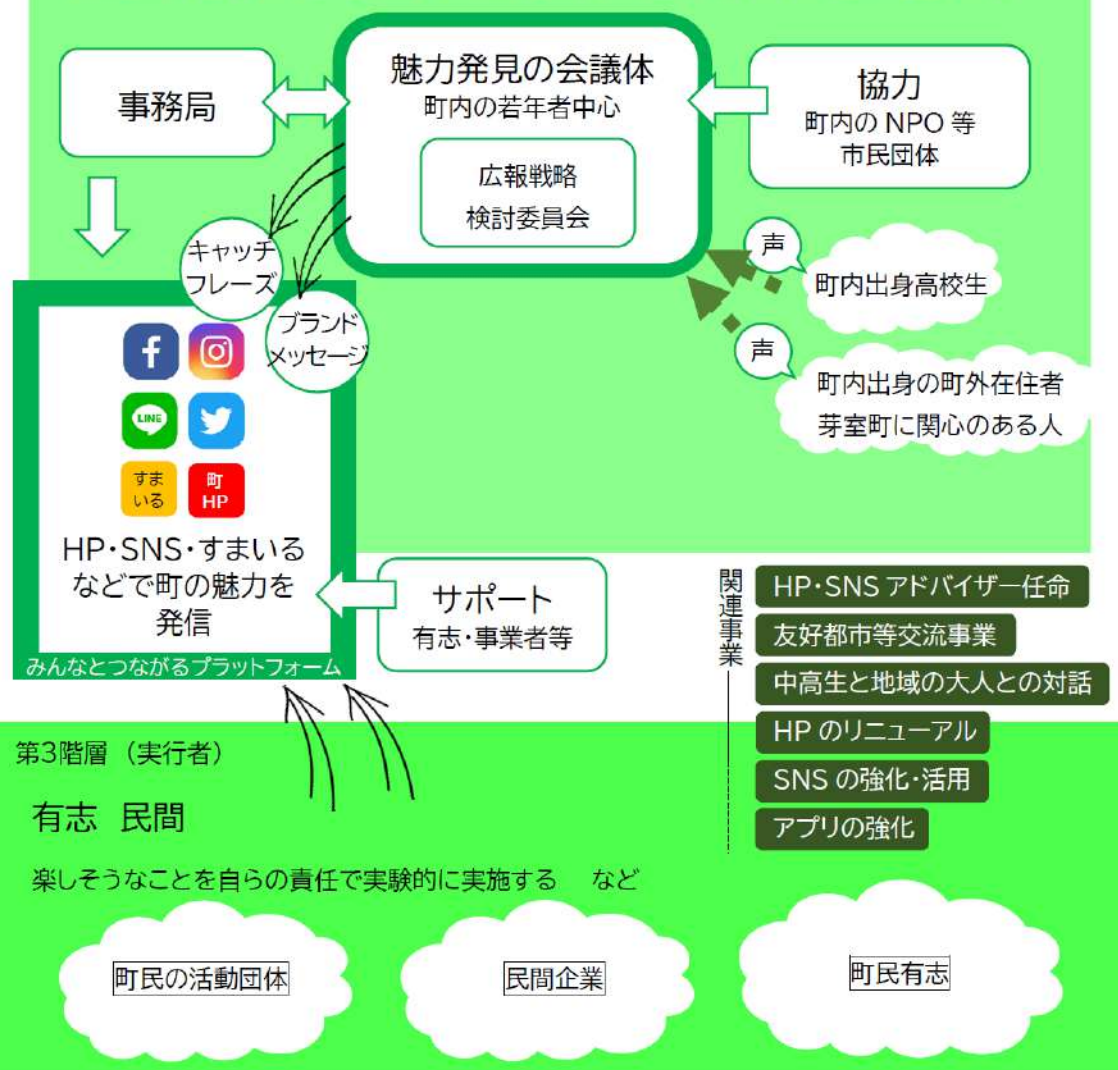 事務局
魅力発見の会議体
町内の若年者中心
広報戦略
検討委員会
協力
町内の NPO 等
市民団体
キャッチ
フレーズ
ブランド
メッセージ
声
町内出身高校生
声
町内出身の町外在住者
芽室町に関心のある人
f
LINE
すま
いる
町
HP
HP・SNS・すまいる
などで町の魅力を
発信
みんなとつながるプラットフォーム
サポート
有志・事業者等
関連事業
HP・SNS アドバイザー任命
友好都市等交流事業
中高生と地域の大人との対話
HP のリニューアル
SNS の強化・活用
アプリの強化
第3階層（実行者）
有志 民間
楽しそうなことを自らの責任で実験的に実施する など
町民の活動団体
民間企業
町民有志